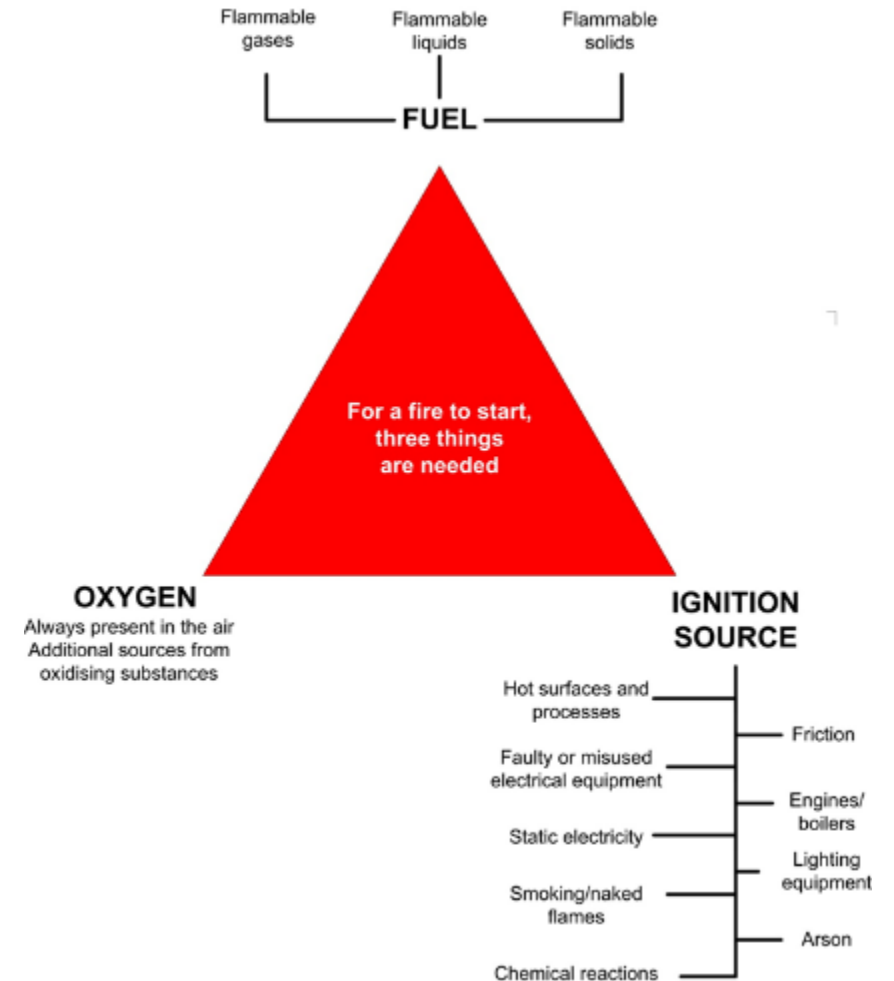 Flammable
gases
Flammable
liquids
Flammable
solids
FUEL
For a fire to start,
three things
are needed
OXYGEN
Always present in the air
Additional sources from
oxidising substances
IGNITION
SOURCE
Hot surfaces and
processes
Friction
Faulty or misused
electrical equipment
Engines/
boilers
Static electricity
Lighting
equipment
Smoking/naked
flames
Arson
Chemical reactions